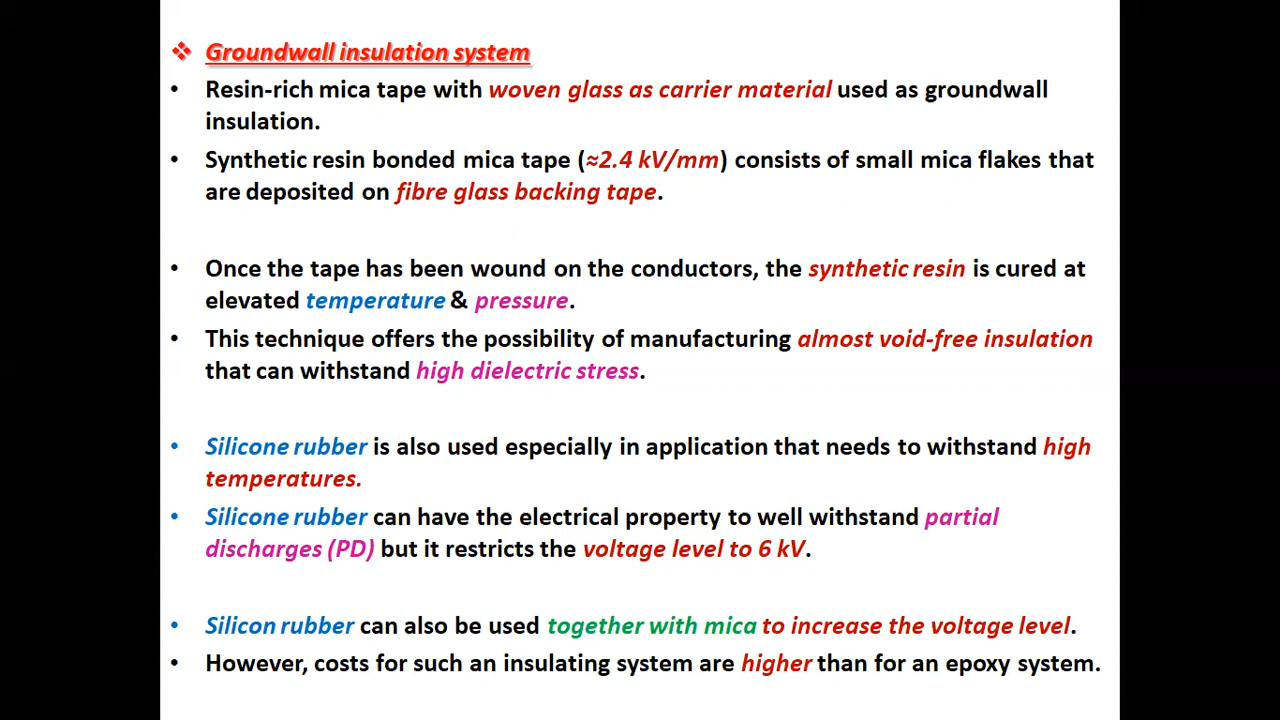 ❖ Groundwall insulation system
• Resin-rich mica tape with woven glass as carrier material used as groundwall
insulation.
• Synthetic resin bonded mica tape (≈2.4 kV/mm) consists of small mica flakes that
are deposited on fibre glass backing tape.
• Once the tape has been wound on the conductors, the synthetic resin is cured at
elevated temperature & pressure.
• This technique offers the possibility of manufacturing almost void-free insulation
that can withstand high dielectric stress.
• Silicone rubber is also used especially in application that needs to withstand high
temperatures.
• Silicone rubber can have the electrical property to well withstand partial
discharges (PD) but it restricts the voltage level to 6 kV.
• Silicon rubber can also be used together with mica to increase the voltage level.
• However, costs for such an insulating system are higher than for an epoxy system.